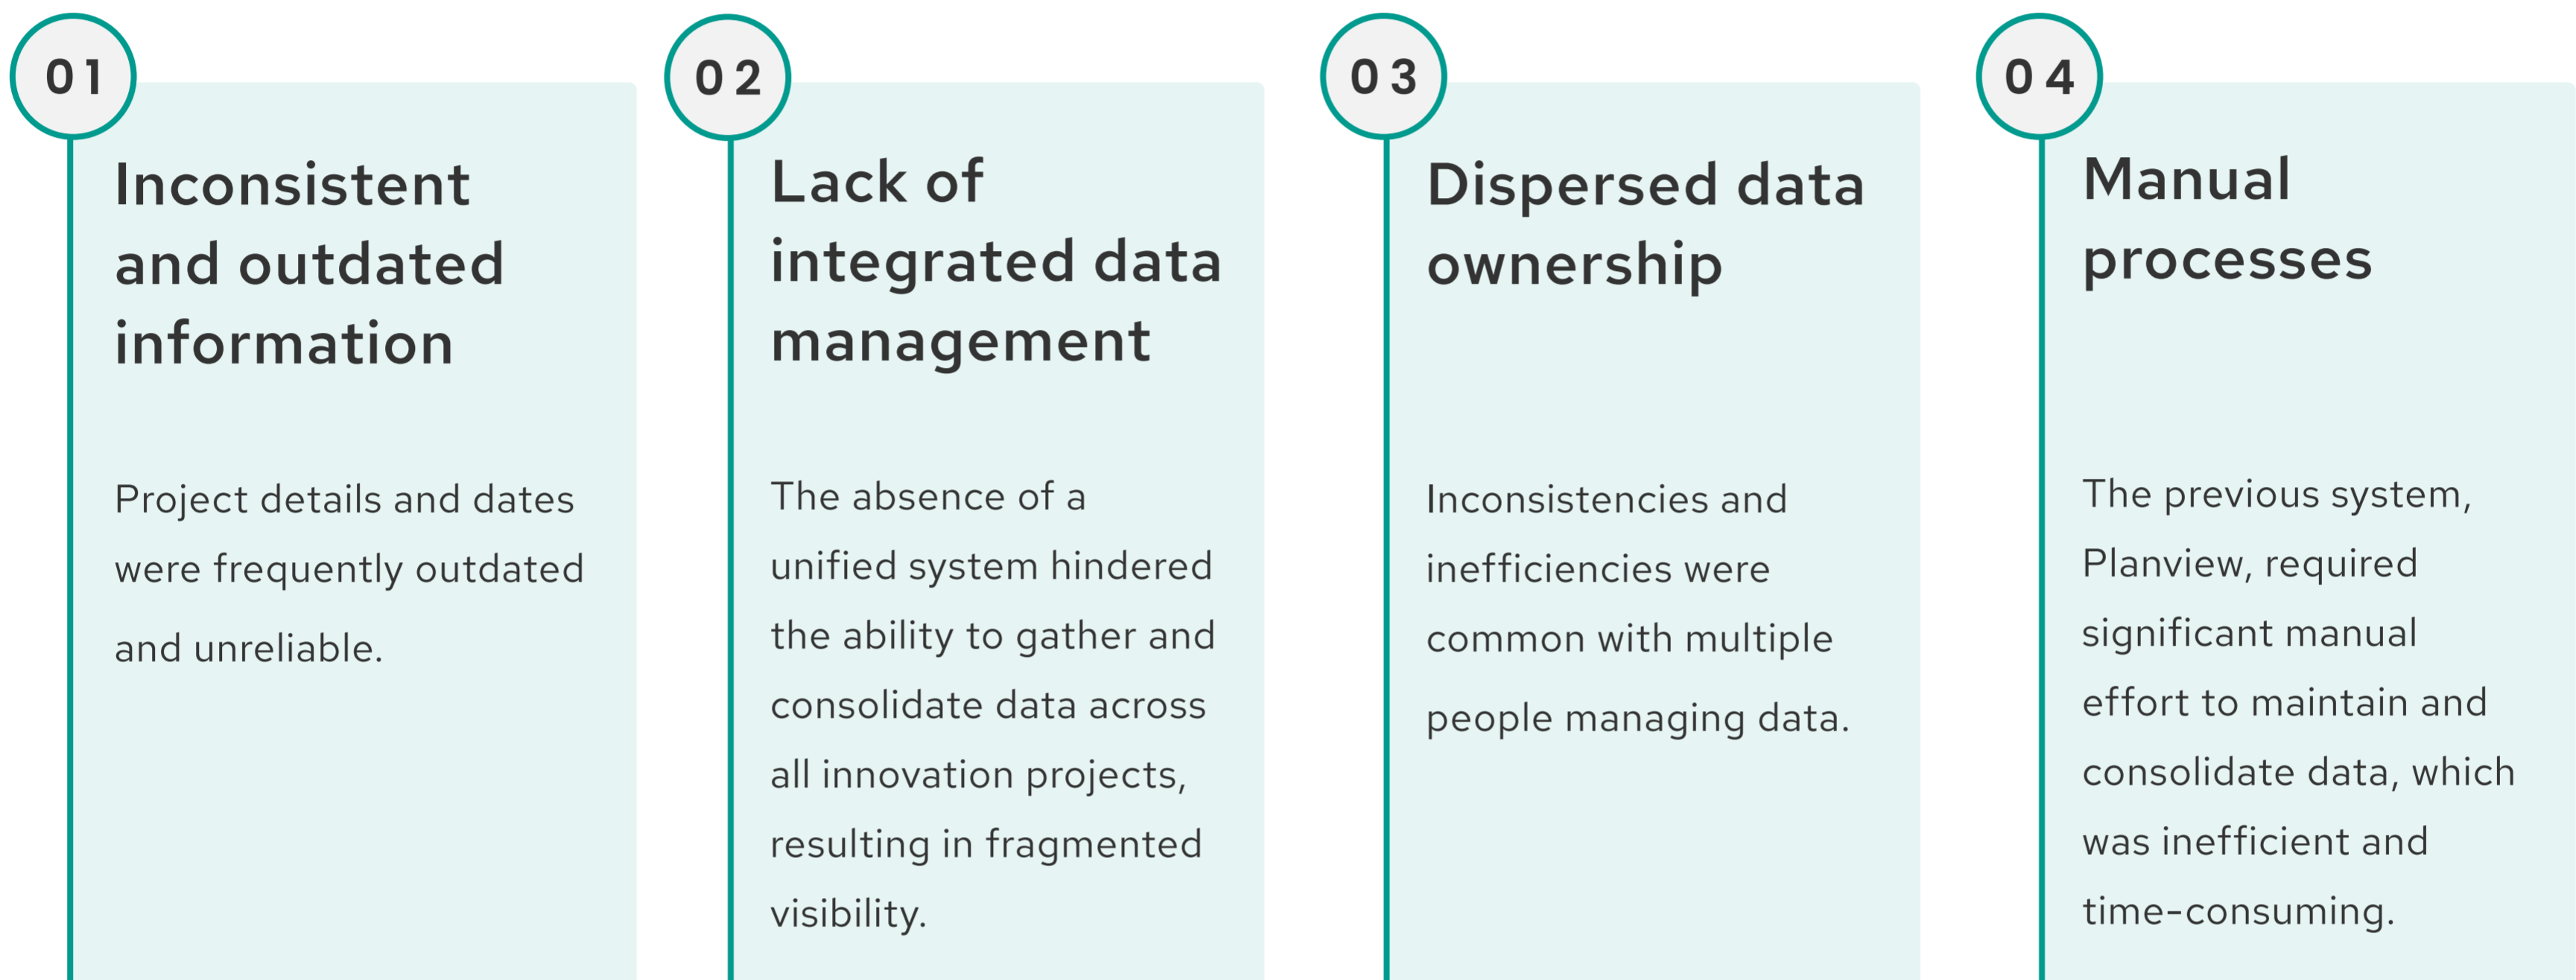 01
Inconsistent
and outdated
information
Project details and dates
were frequently outdated
and unreliable.
02
Lack of
integrated data
management
The absence of a
unified system hindered
the ability to gather and
consolidate data across
all innovation projects,
resulting in fragmented
visibility.
03
Dispersed data
ownership
Inconsistencies and
inefficiencies were
common with multiple
people managing data.
04
Manual
processes
The previous system,
Planview, required
significant manual
effort to maintain and
consolidate data, which
was inefficient and
time-consuming.